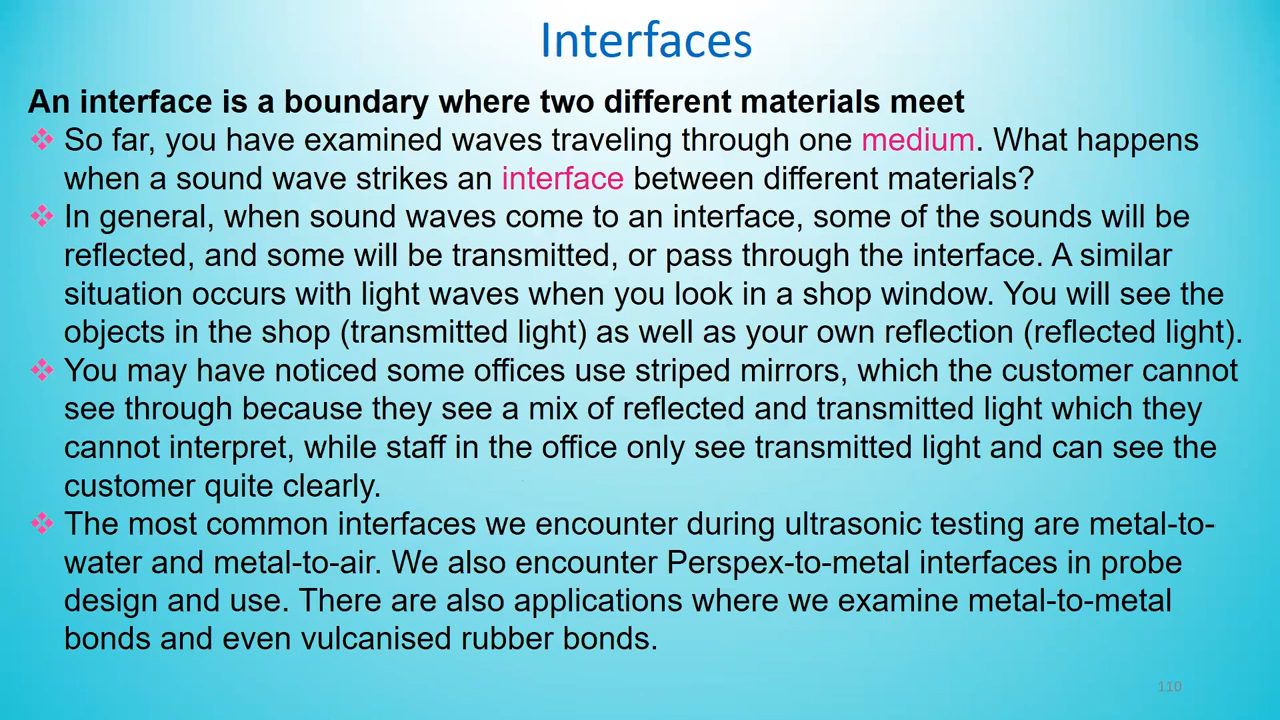 Interfaces
An interface is a boundary where two different materials meet
❖ So far, you have examined waves traveling through one medium. What happens
when a sound wave strikes an interface between different materials?
❖ In general, when sound waves come to an interface, some of the sounds will be
reflected, and some will be transmitted, or pass through the interface. A similar
situation occurs with light waves when you look in a shop window. You will see the
objects in the shop (transmitted light) as well as your own reflection (reflected light).
❖ You may have noticed some offices use striped mirrors, which the customer cannot
see through because they see a mix of reflected and transmitted light which they
cannot interpret, while staff in the office only see transmitted light and can see the
customer quite clearly.
❖ The most common interfaces we encounter during ultrasonic testing are metal-to-
water and metal-to-air. We also encounter Perspex-to-metal interfaces in probe
design and use. There are also applications where we examine metal-to-metal
bonds and even vulcanised rubber bonds.
110